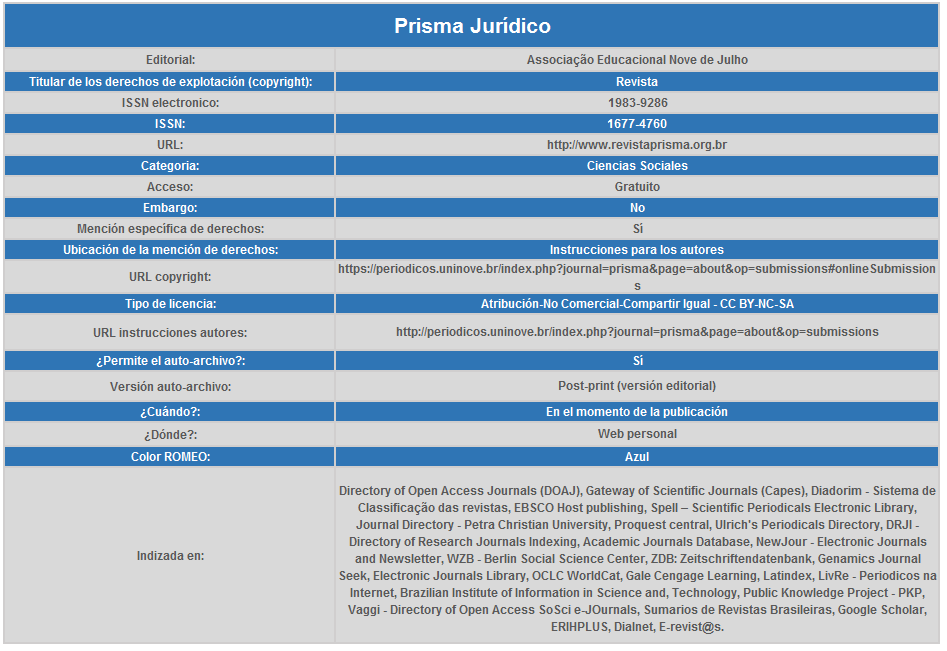 Prisma Jurídico
Editorial: Associação Educacional Nove de Julho
Titular de los derechos de explotación (copyright): Revista
ISSN electronico: 1983-9286
ISSN: 1677-4760
URL: http://www.revistaprisma.org.br
Categoria: Ciencias Sociales
Acceso: Gratuito
Embargo: No
Mención específica de derechos: Sí
Ubicación de la mención de derechos: Instrucciones para los autores
URL copyright: https://periodicos.uninove.br/index.php?journal=prisma&page=about&op=submissions#onlineSubmission
s
Tipo de licencia: Atribución-No Comercial-Compartir Igual - CC BY-NC-SA
URL instrucciones autores: http://periodicos.uninove.br/index.php?journal=prisma&page=about&op=submissions
¿Permite el auto-archivo?: Sí
Versión auto-archivo: Post-print (versión editorial)
¿Cuándo?: En el momento de la publicación
¿Dónde?: Web personal
Color ROMEO: Azul
Indizada en:
Directory of Open Access Journals (DOAJ), Gateway of Scientific Journals (Capes), Diadorim - Sistema de
Classificação das revistas, EBSCO Host publishing, Spell – Scientific Periodicals Electronic Library,
Journal Directory - Petra Christian University, Proquest central, Ulrich's Periodicals Directory, DRJI -
Directory of Research Journals Indexing, Academic Journals Database, NewJour - Electronic Journals
and Newsletter, WZB - Berlin Social Science Center, ZDB: Zeitschriftendatenbank, Genamics Journal
Seek, Electronic Journals Library, OCLC WorldCat, Gale Cengage Learning, Latindex, LivRe - Periodicos na
Internet, Brazilian Institute of Information in Science and, Technology, Public Knowledge Project - PKP,
Vaggi - Directory of Open Access SoSci e-JOurnals, Sumarios de Revistas Brasileiras, Google Scholar,
ERIHPLUS, Dialnet, E-revist@s.